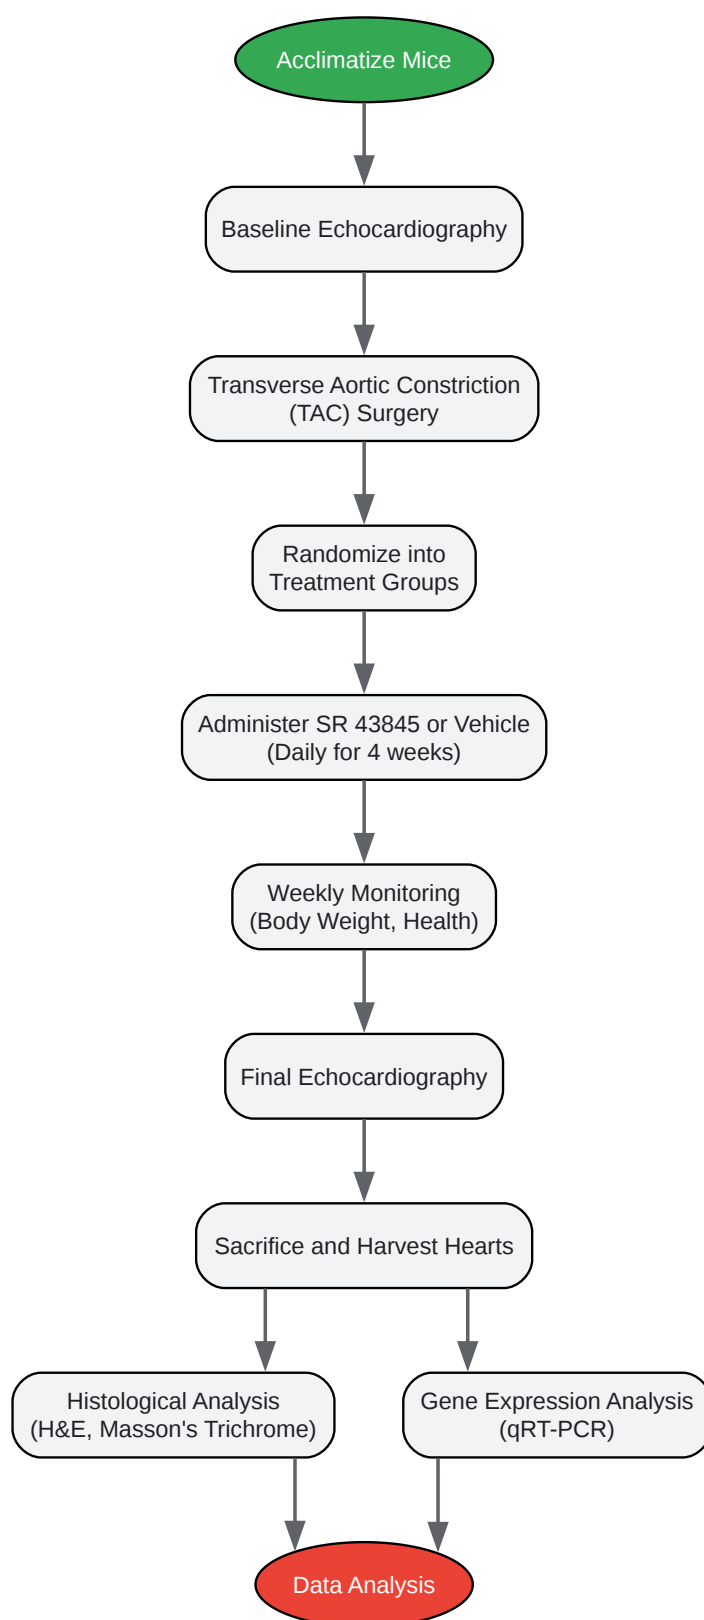 Acclimatize Mice
Baseline Echocardiography
Transverse Aortic Constriction
(TAC) Surgery
Randomize into
Treatment Groups
Administer SR 43845 or Vehicle
(Daily for 4 weeks)
Weekly Monitoring
(Body Weight, Health)
Final Echocardiography
Sacrifice and Harvest Hearts
Histological Analysis
(H&E, Masson's Trichrome)
Gene Expression Analysis
(qRT-PCR)
Data Analysis